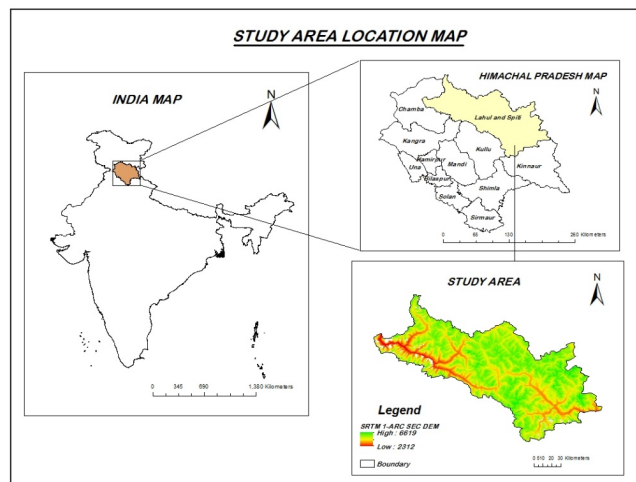 STUDY AREA LOCATION MAP
INDIA MAP
N
0 345 690 1,380 Kilometers
HIMACHAL PRADESH MAP
N
Chamba
Lahul and Spiti
Kangra
Kullu
Hamirpur
Mandi
Kinnaur
Una
Bilaspur
Shimla
Solan
Sirmaur
0 65 130 260 Kilometers
STUDY AREA
N
Legend
SRTM 1-ARC SEC DEM
High : 6619
Low : 2312
Boundary
0 510 20 30 Kilometers